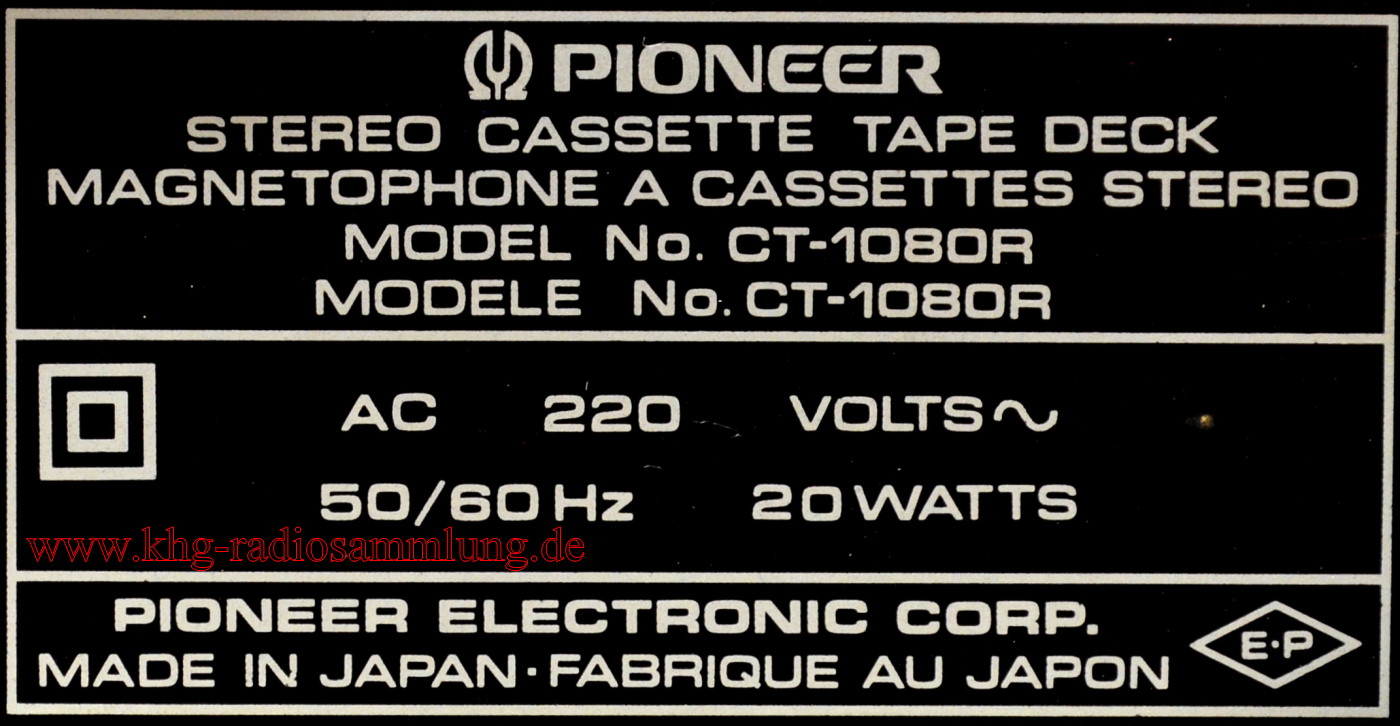 PIONEER
STEREO CASSETTE TAPE DECK
MAGNETOPHONE A CASSETTES STEREO
MODEL No. CT-1080R
MODELE No. CT-1080R
AC 220 VOLTS~
50/60 Hz 20 WATTS
www.khg-radiosammlung.de
PIONEER ELECTRONIC CORP.
MADE IN JAPAN·FABRIQUE AU JAPON
E·P